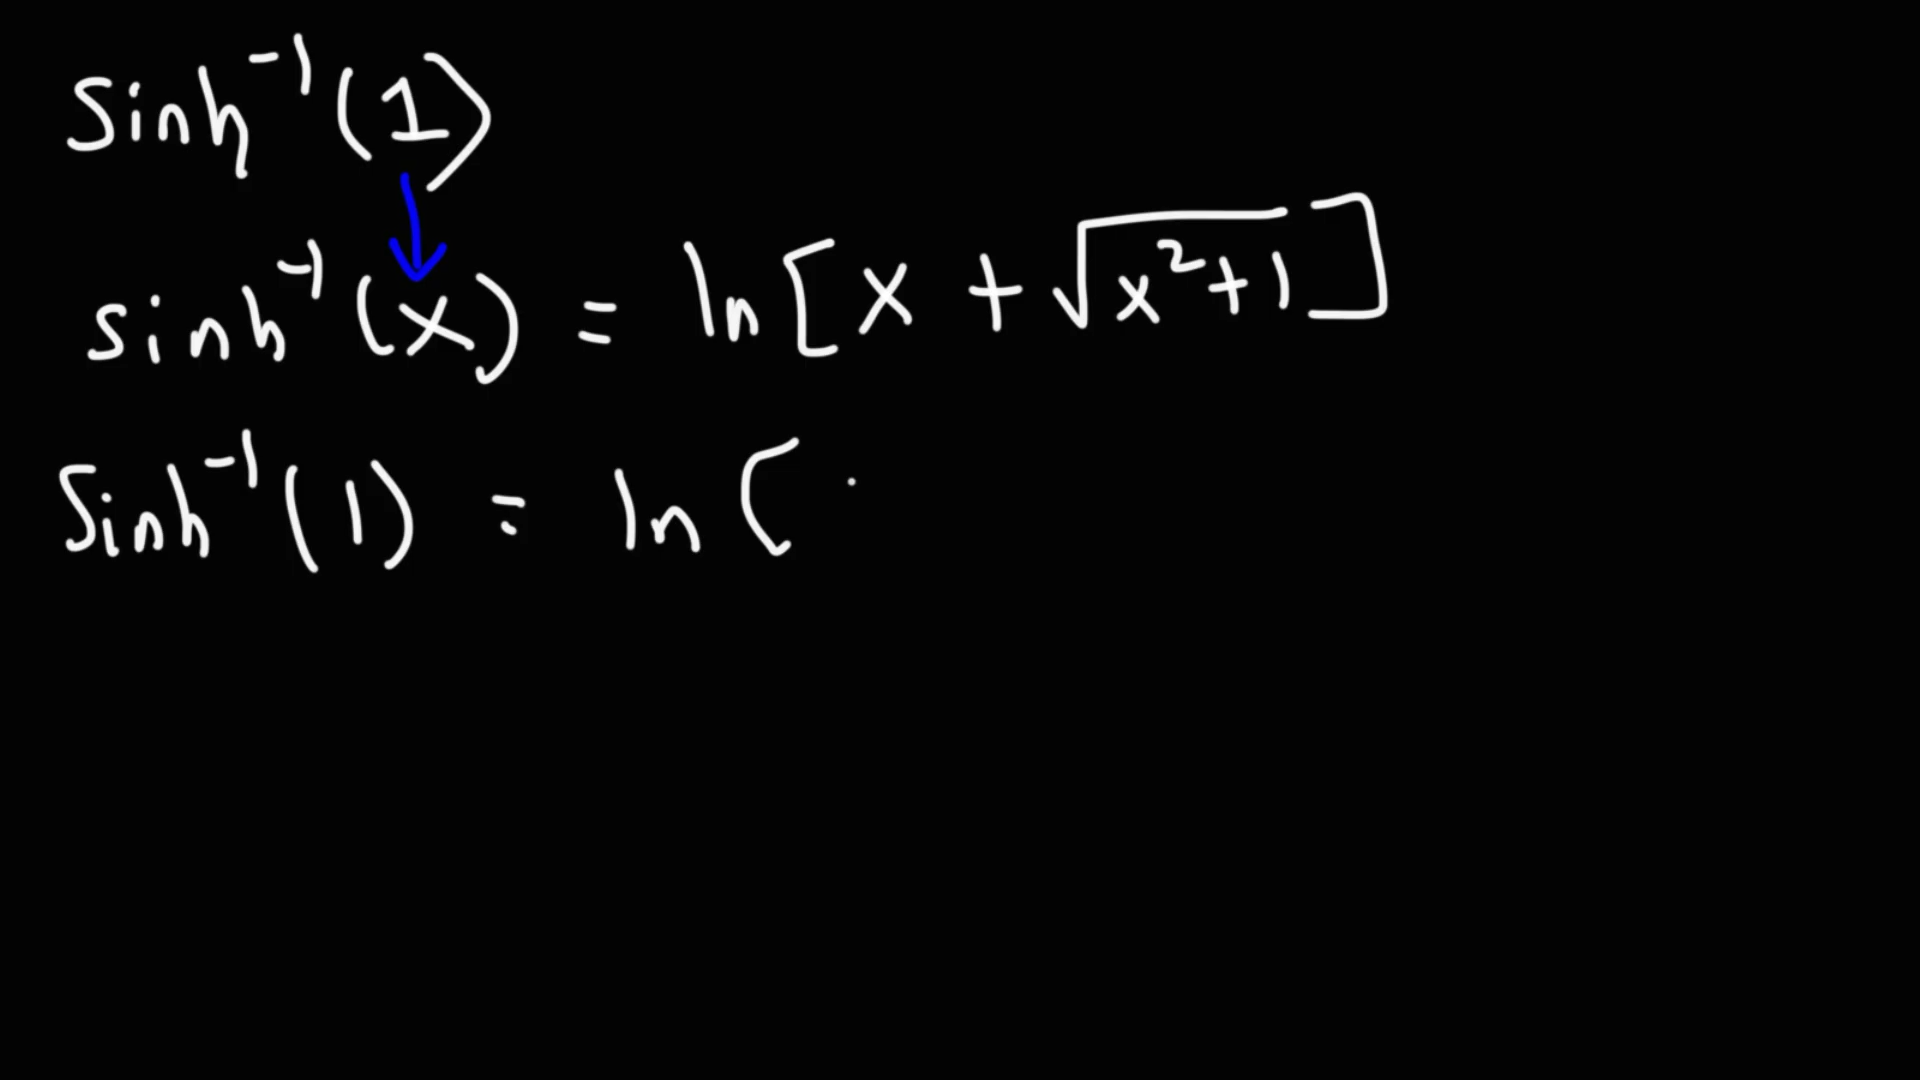 Sinh⁻¹(1)
sinh⁻¹(x) = ln[x + √(x²+1)]
Sinh⁻¹(1) = ln(